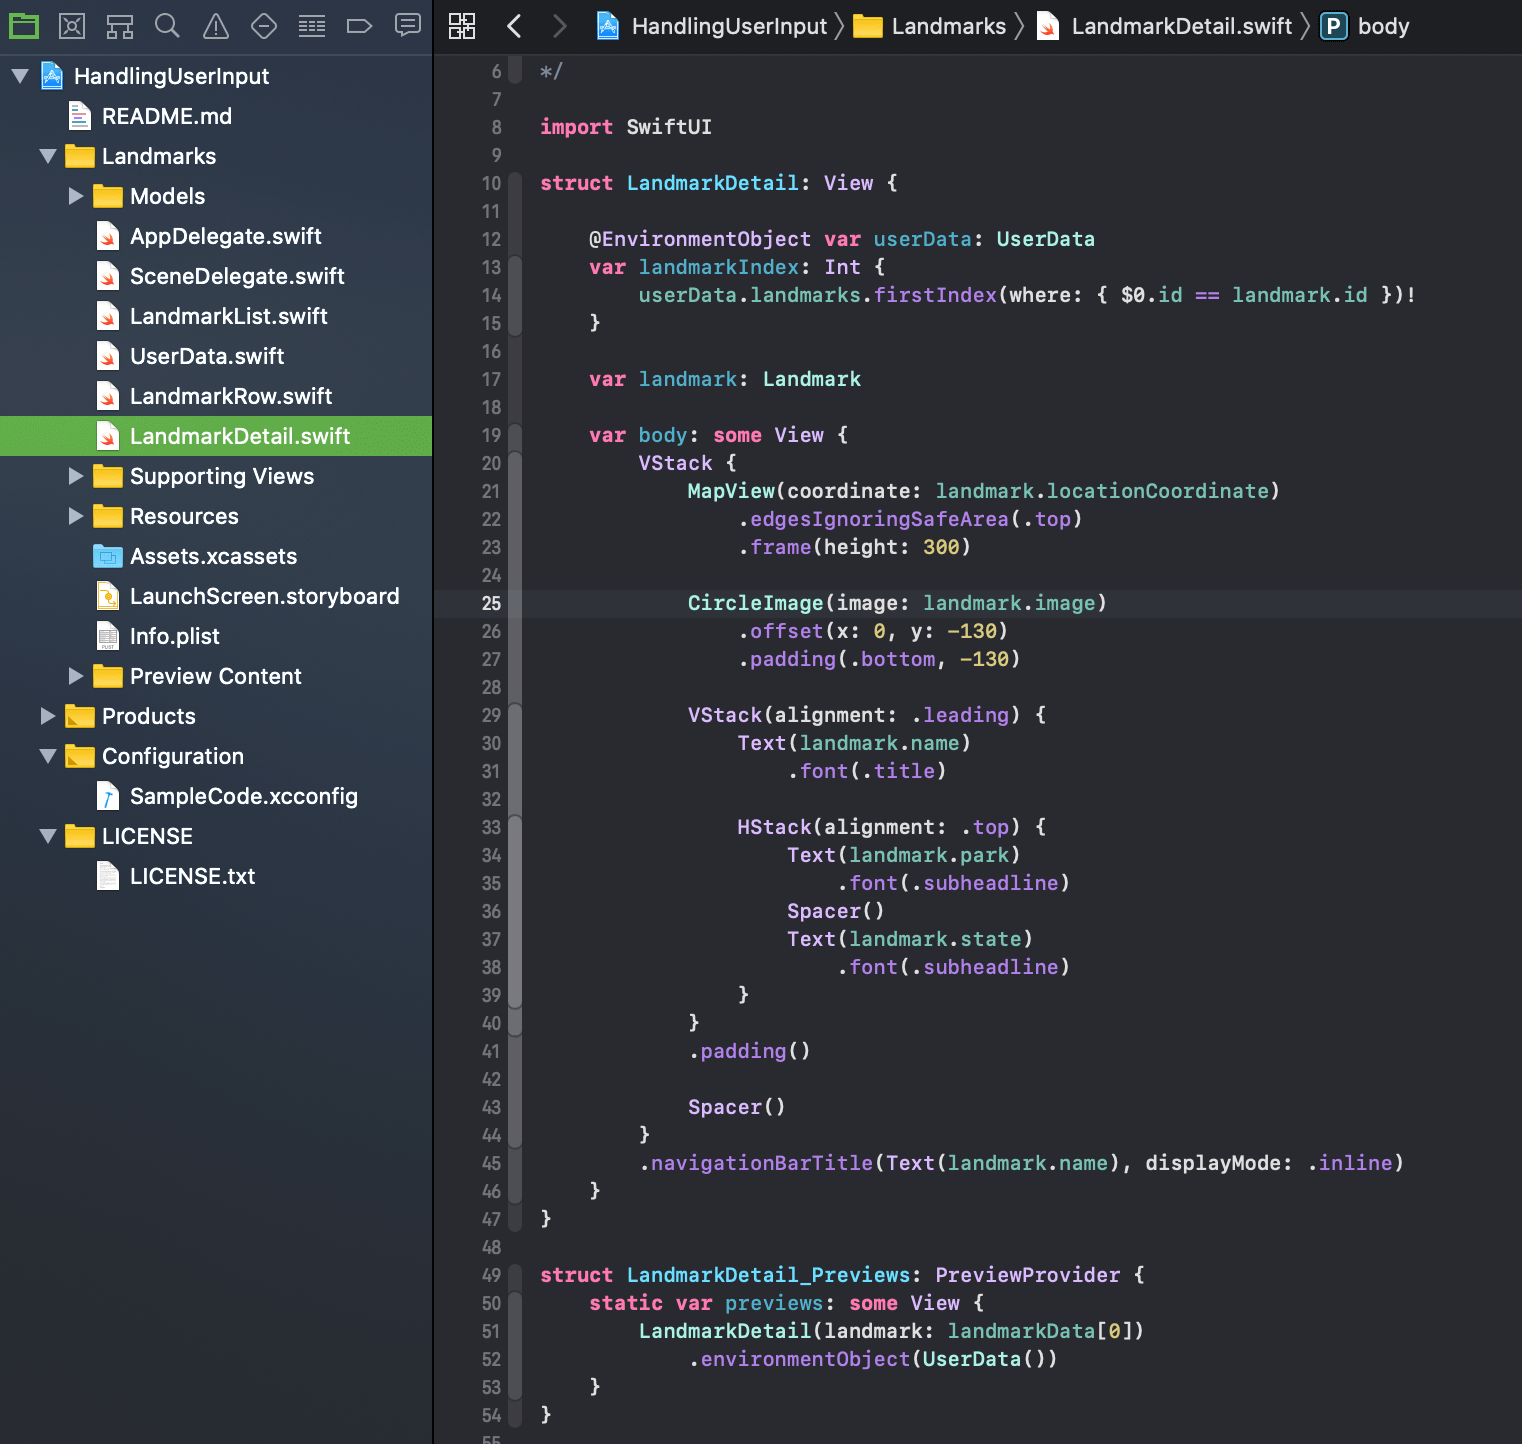 HandlingUserInput
README.md
Landmarks
Models
AppDelegate.swift
SceneDelegate.swift
LandmarkList.swift
UserData.swift
LandmarkRow.swift
LandmarkDetail.swift
Supporting Views
Resources
Assets.xcassets
LaunchScreen.storyboard
Info.plist
Preview Content
Products
Configuration
SampleCode.xcconfig
LICENSE
LICENSE.txt
HandlingUserInput Landmarks LandmarkDetail.swift P body
6 */
7
8 import SwiftUI
9
10 struct LandmarkDetail: View {
11
12     @EnvironmentObject var userData: UserData
13     var landmarkIndex: Int {
14         userData.landmarks.firstIndex(where: { $0.id == landmark.id })!
15     }
16
17     var landmark: Landmark
18
19     var body: some View {
20         VStack {
21             MapView(coordinate: landmark.locationCoordinate)
22                 .edgesIgnoringSafeArea(.top)
23                 .frame(height: 300)
24
25             CircleImage(image: landmark.image)
26                 .offset(x: 0, y: -130)
27                 .padding(.bottom, -130)
28
29             VStack(alignment: .leading) {
30                 Text(landmark.name)
31                     .font(.title)
32
33                 HStack(alignment: .top) {
34                     Text(landmark.park)
35                         .font(.subheadline)
36                     Spacer()
37                     Text(landmark.state)
38                         .font(.subheadline)
39                 }
40             }
41             .padding()
42
43             Spacer()
44         }
45         .navigationBarTitle(Text(landmark.name), displayMode: .inline)
46     }
47 }
48
49 struct LandmarkDetail_Previews: PreviewProvider {
50     static var previews: some View {
51         LandmarkDetail(landmark: landmarkData[0])
52             .environmentObject(UserData())
53     }
54 }
55